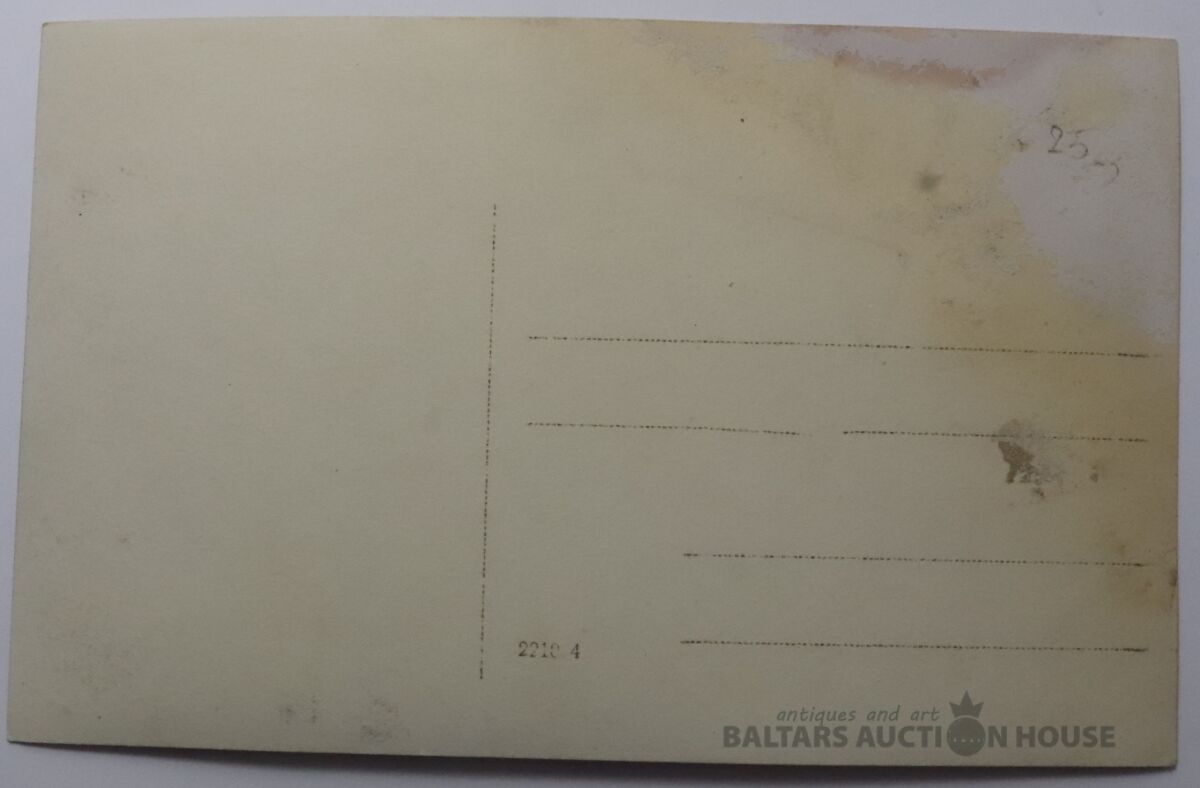 25
2210 4
antiques and art
BALTARS AUCTION HOUSE